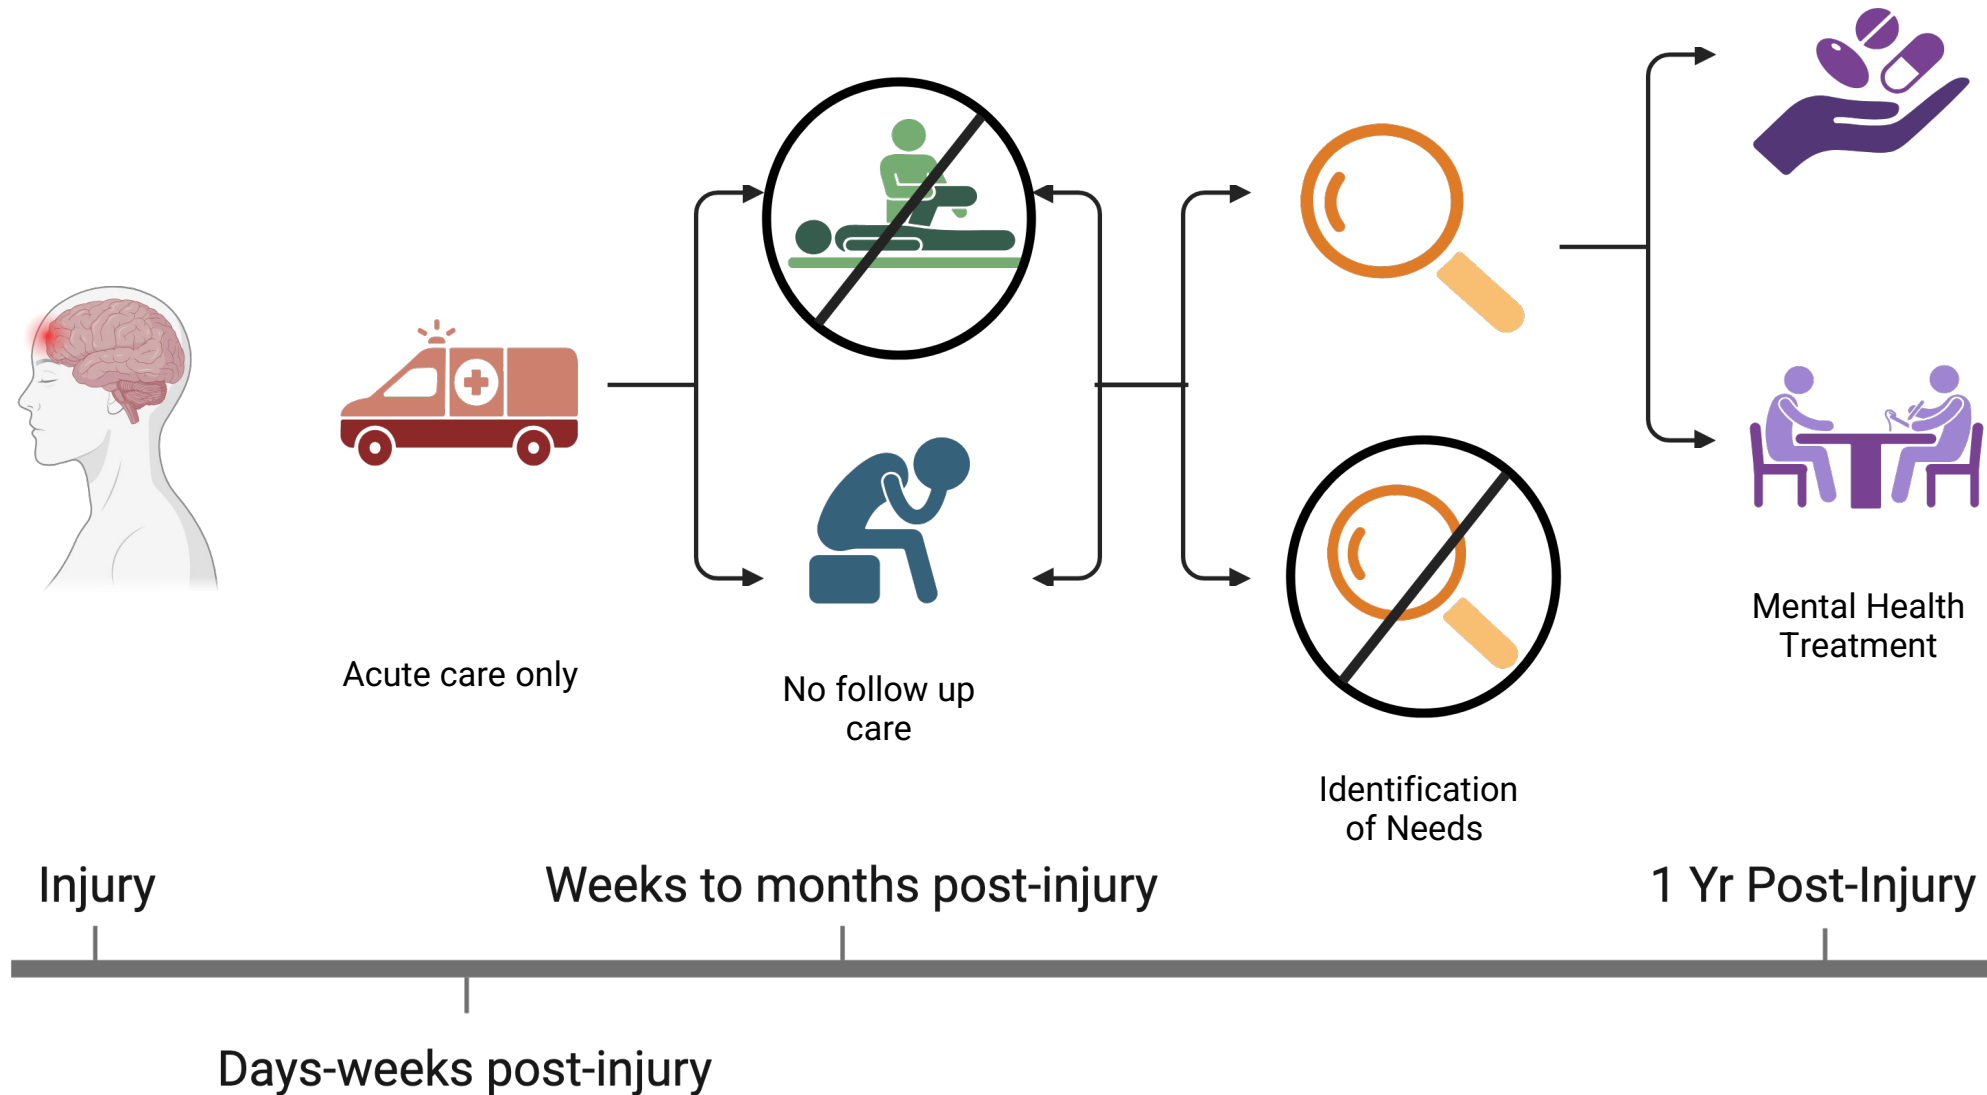 Acute care only
No follow up
care
Identification
of Needs
Mental Health
Treatment
Injury
Weeks to months post-injury
1 Yr Post-Injury
Days-weeks post-injury